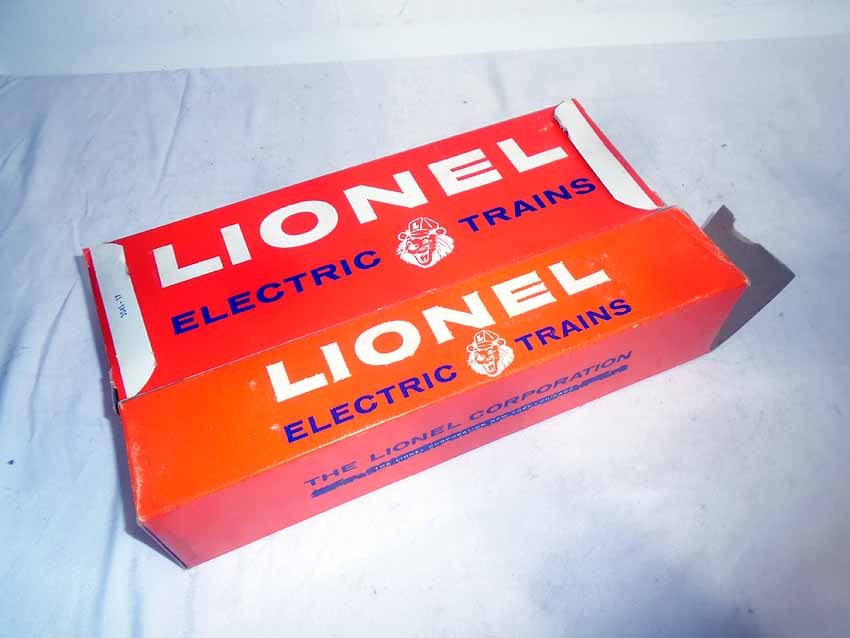 LIONEL
ELECTRIC TRAINS
LIONEL
ELECTRIC TRAINS
THE LIONEL CORPORATION